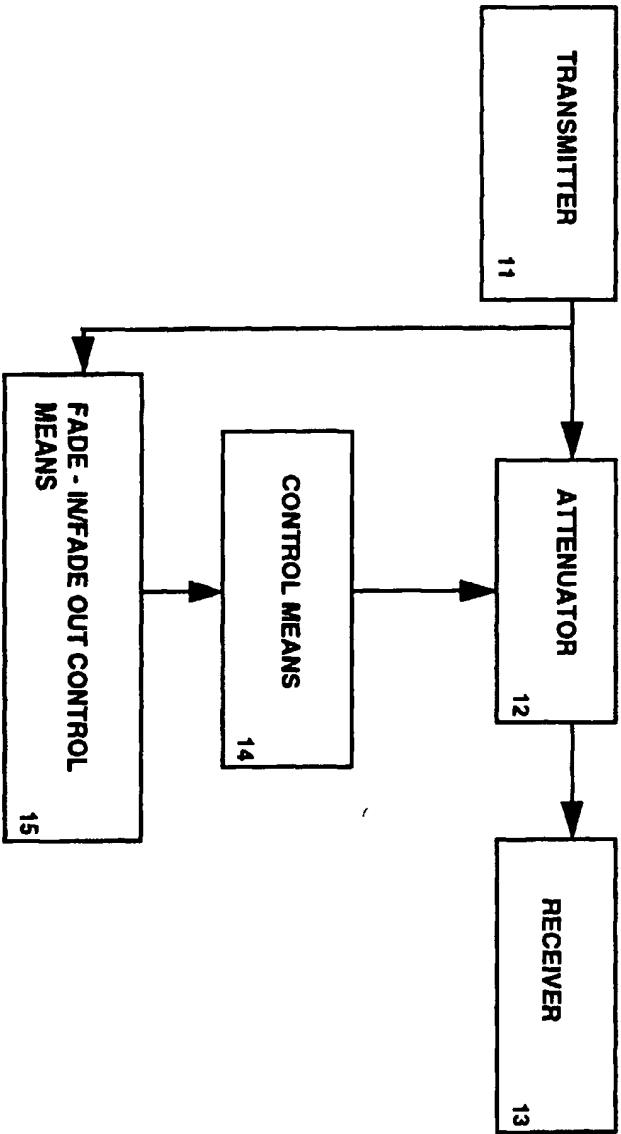 TRANSMITTER
11
ATTENUATOR
12
RECEIVER
13
CONTROL MEANS
14
FADE - IN/FADE OUT CONTROL
MEANS
15